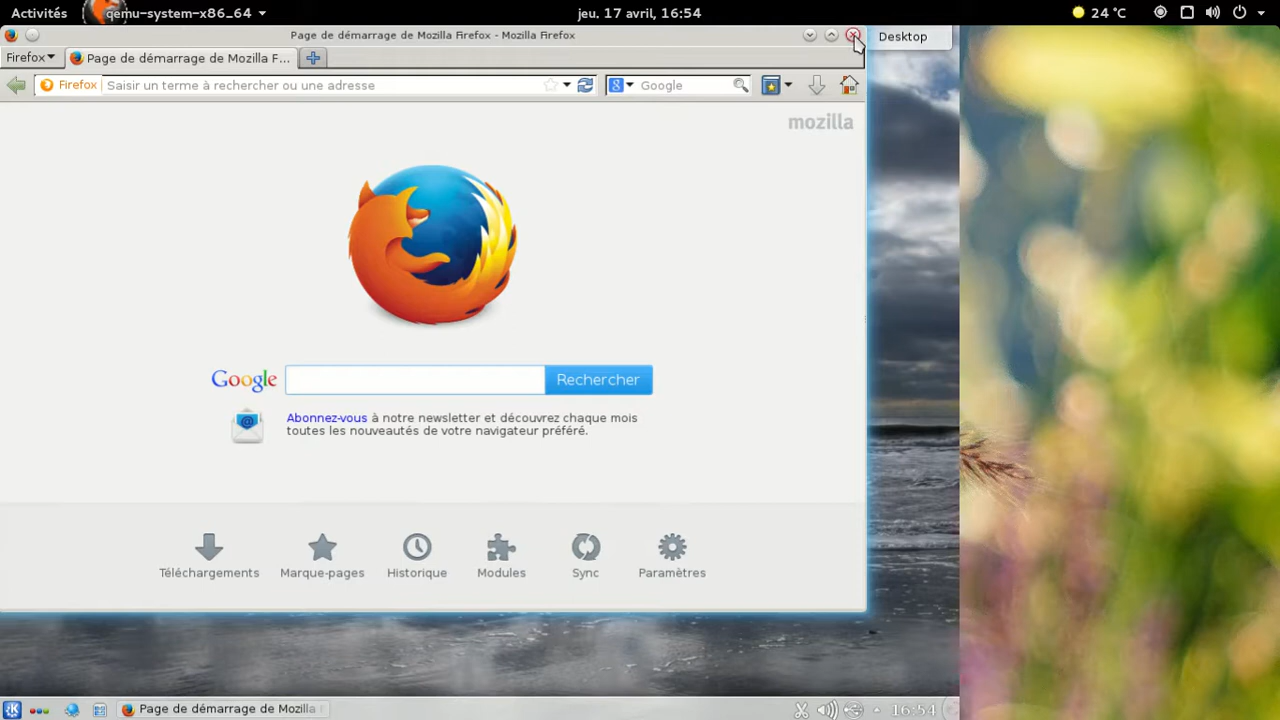 Activités qemu-system-x86_64 jeu. 17 avril, 16:54 24 °C
Page de démarrage de Mozilla Firefox - Mozilla Firefox
Desktop
Firefox Page de démarrage de Mozilla F...
Firefox Saisir un terme à rechercher ou une adresse Google
mozilla
Google Rechercher
Abonnez-vous à notre newsletter et découvrez chaque mois
toutes les nouveautés de votre navigateur préféré.
Téléchargements Marque-pages Historique Modules Sync Paramètres
Page de démarrage de Mozilla 16:54